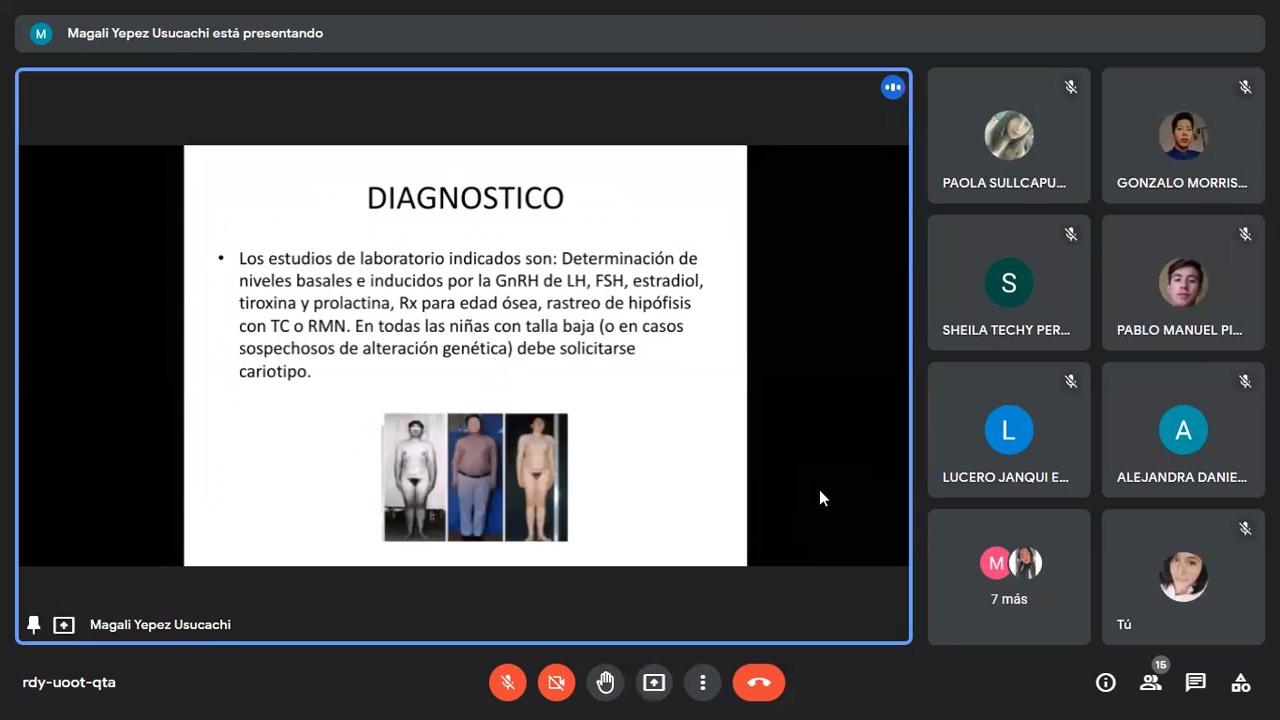 M Magali Yepez Usucachi está presentando
DIAGNOSTICO
• Los estudios de laboratorio indicados son: Determinación de
niveles basales e inducidos por la GnRH de LH, FSH, estradiol,
tiroxina y prolactina, Rx para edad ósea, rastreo de hipófisis
con TC o RMN. En todas las niñas con talla baja (o en casos
sospechosos de alteración genética) debe solicitarse
cariotipo.
Magali Yepez Usucachi
PAOLA SULLCAPU...
GONZALO MORRIS...
S
SHEILA TECHY PER...
PABLO MANUEL PI...
L
LUCERO JANQUI E...
A
ALEJANDRA DANIE...
M
7 más
Tú
rdy-uoot-qta
15